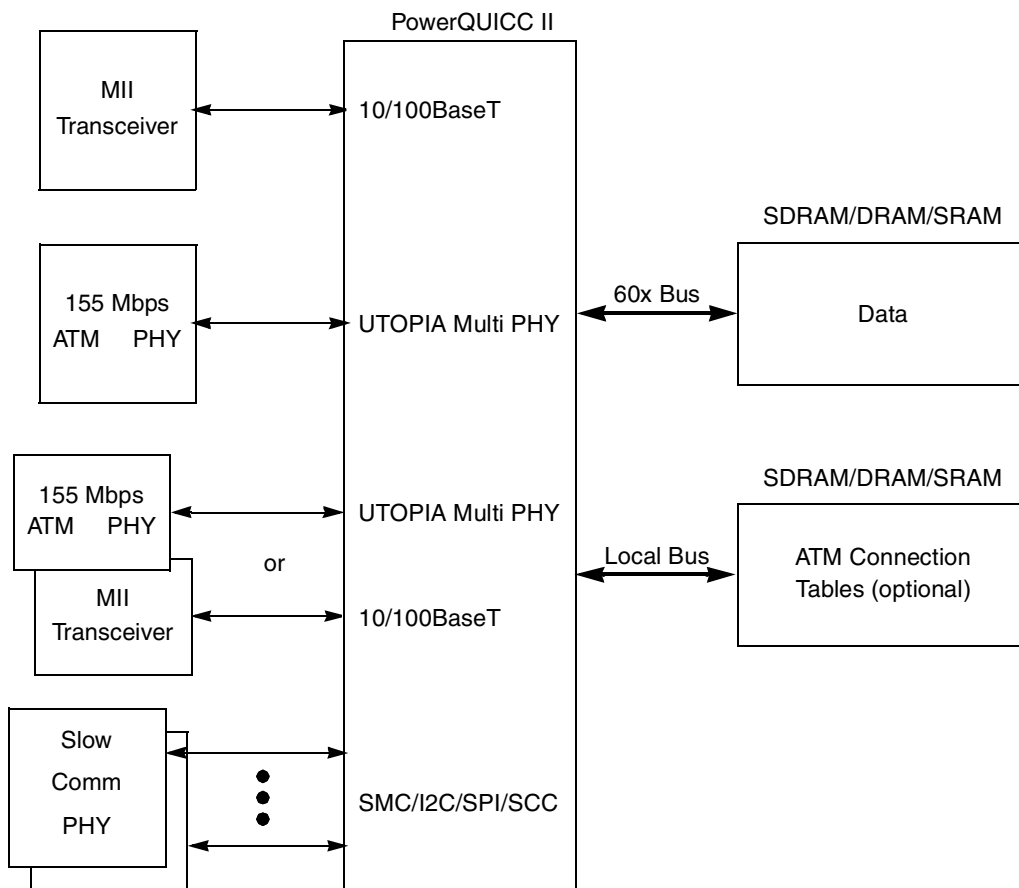 PowerQUICC II
MII
Transceiver
10/100BaseT
SDRAM/DRAM/SRAM
155 Mbps
ATM PHY
UTOPIA Multi PHY
60x Bus
Data
155 Mbps
ATM PHY
UTOPIA Multi PHY
SDRAM/DRAM/SRAM
or
Local Bus
ATM Connection
Tables (optional)
MII
Transceiver
10/100BaseT
Slow
Comm
PHY
SMC/I2C/SPI/SCC